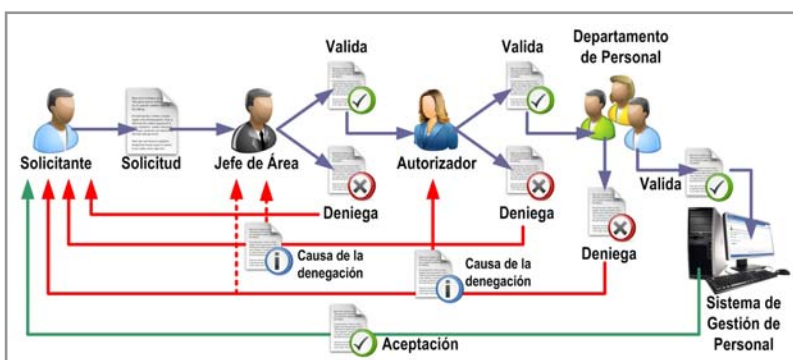 Valida
Valida
Departamento
de Personal
Solicitante
Solicitud
Jefe de Área
Autorizador
Valida
Deniega
Deniega
Deniega
Causa de la
denegación
Causa de la
denegación
Sistema de
Gestión de
Personal
Aceptación